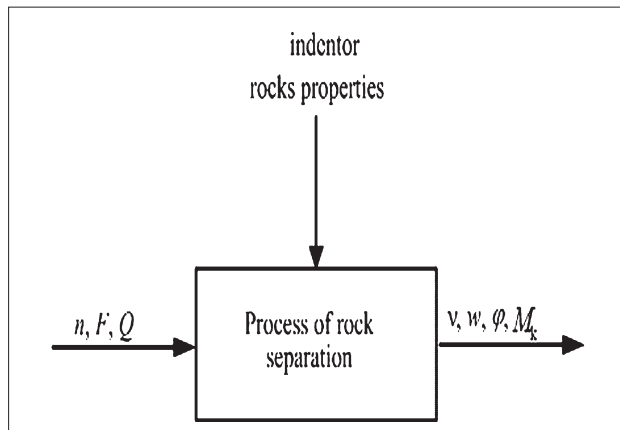 indentor
rocks properties
n, F, Q
Process of rock
separation
ν, w, φ, Mₖ